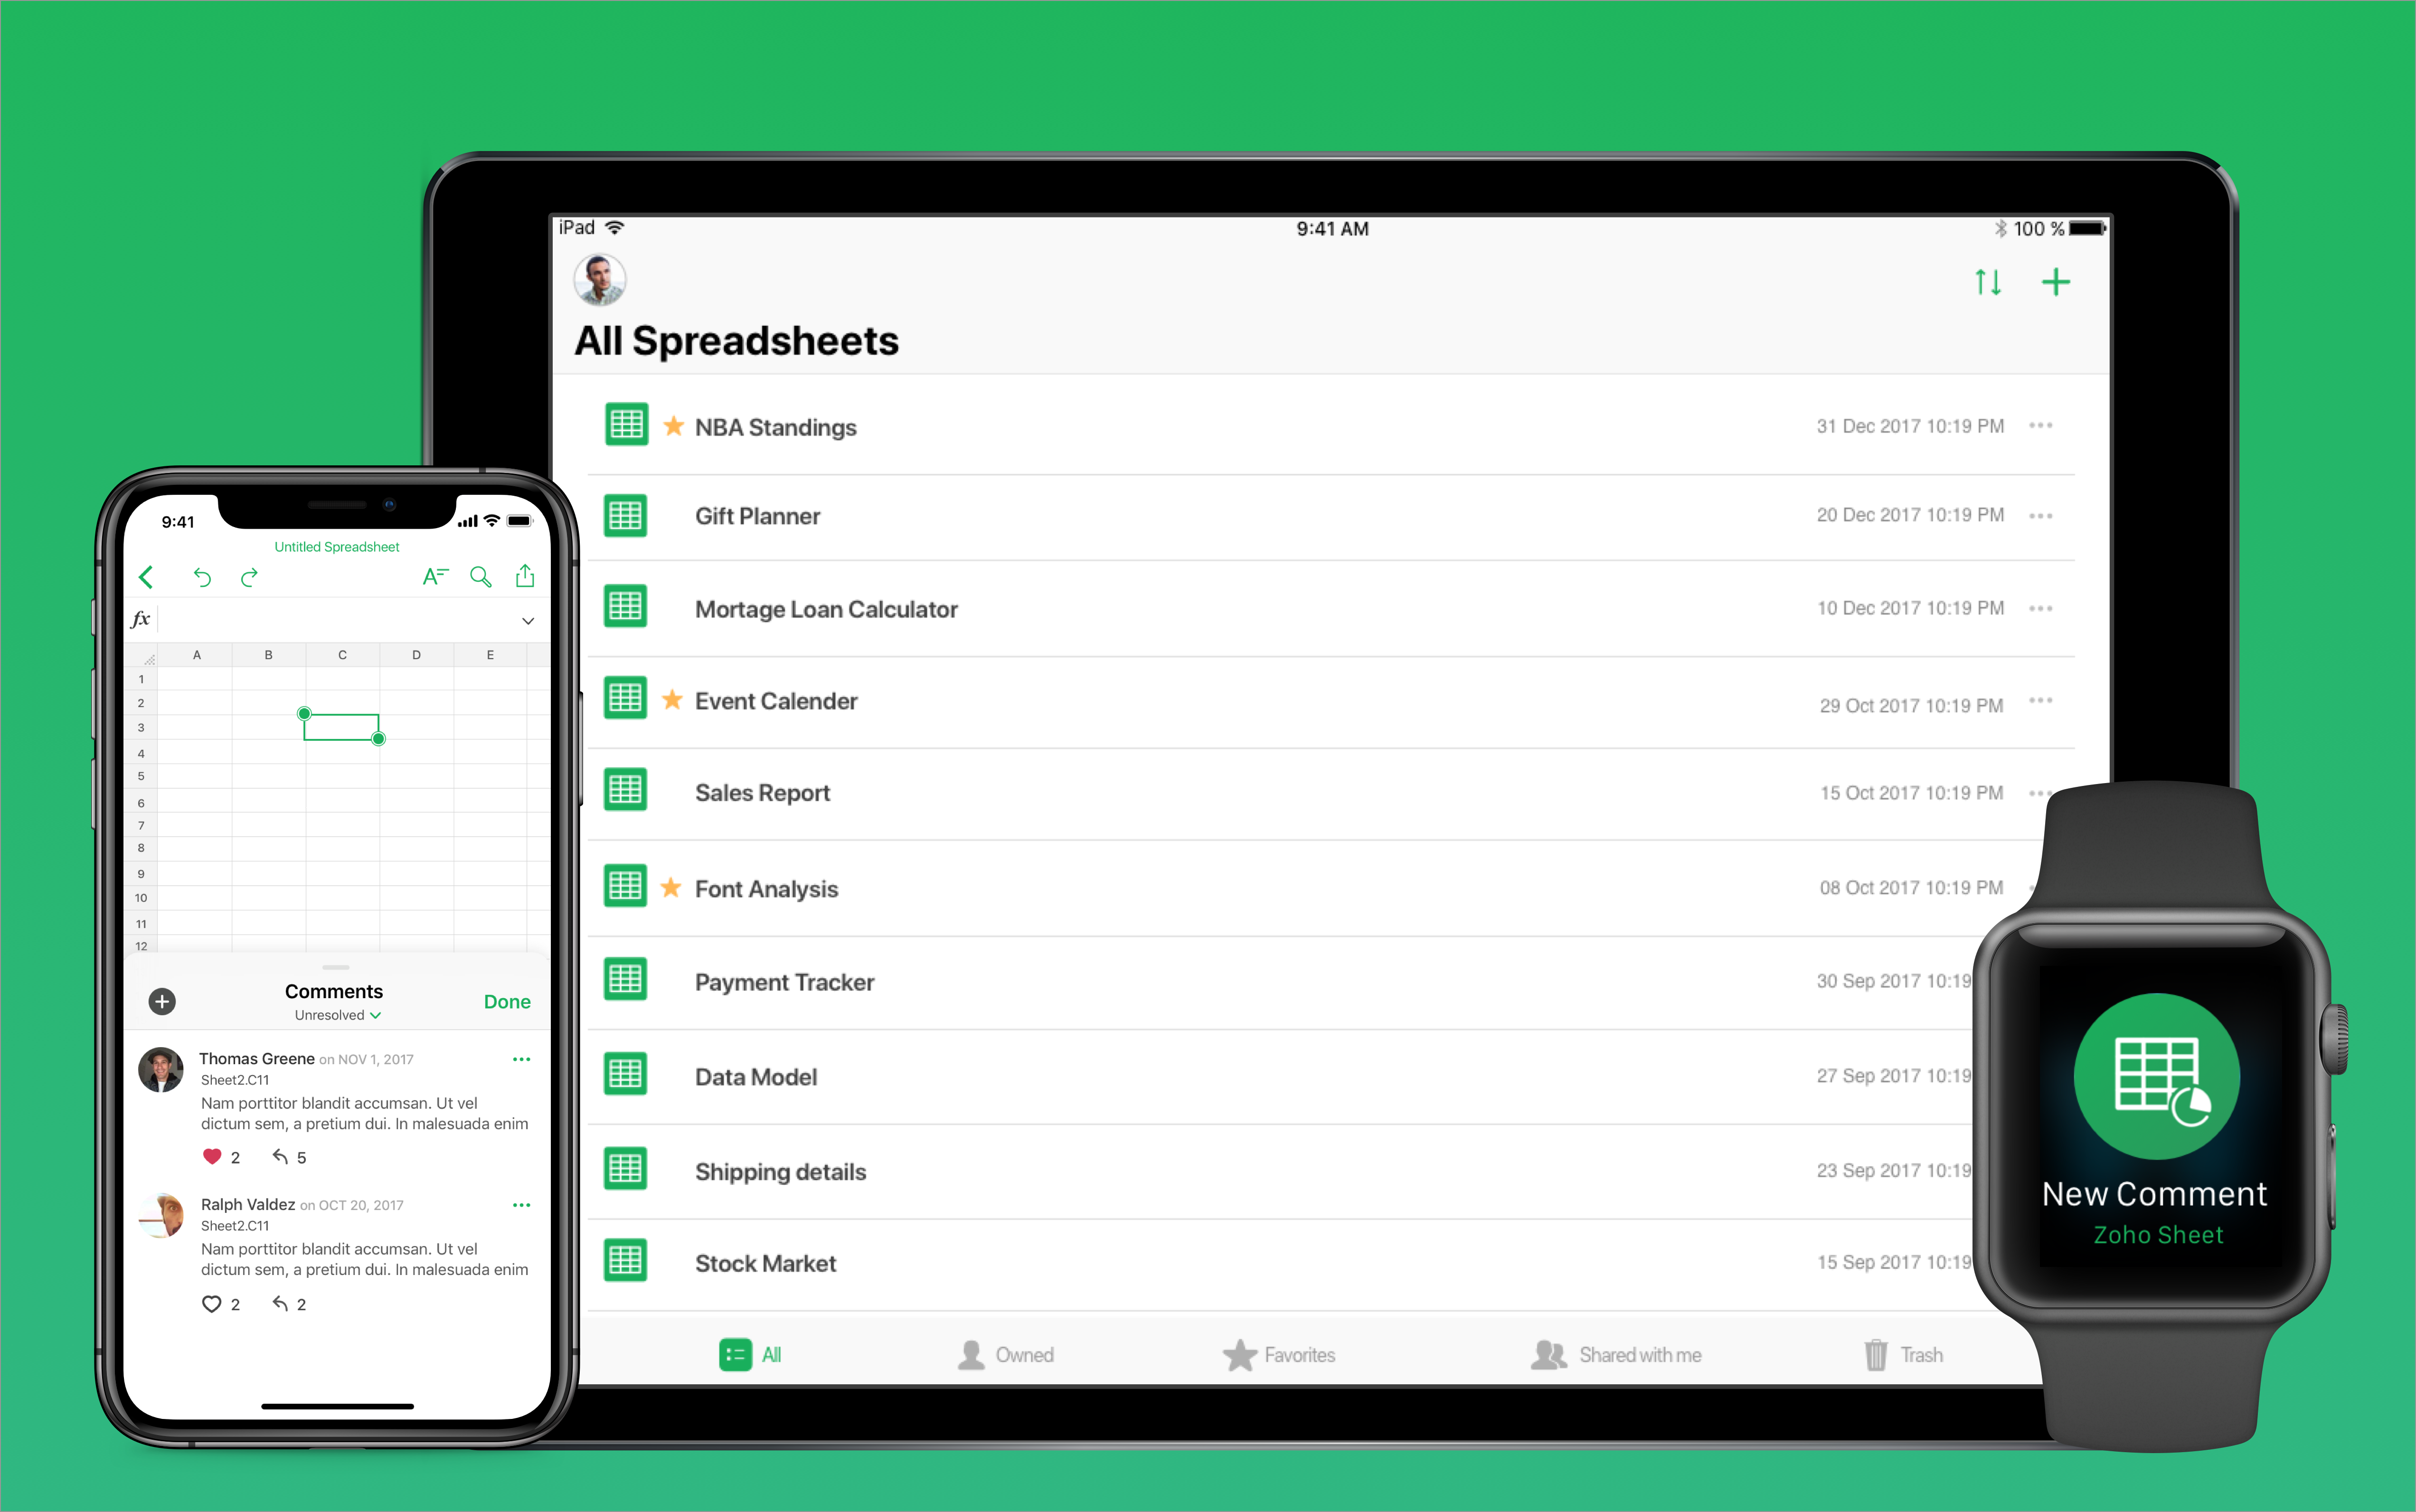 iPad
9:41 AM
100 %
All Spreadsheets
NBA Standings 31 Dec 2017 10:19 PM
Gift Planner 20 Dec 2017 10:19 PM
Mortage Loan Calculator 10 Dec 2017 10:19 PM
Event Calender 29 Oct 2017 10:19 PM
Sales Report 15 Oct 2017 10:19 PM
Font Analysis 08 Oct 2017 10:19 PM
Payment Tracker 30 Sep 2017 10:19
Data Model 27 Sep 2017 10:19
Shipping details 23 Sep 2017 10:19
Stock Market 15 Sep 2017 10:19
All Owned Favorites Shared with me Trash
9:41
Untitled Spreadsheet
A
fx
A B C D E
1
2
3
4
5
6
7
8
9
10
11
12
Comments
Unresolved
Done
Thomas Greene on NOV 1, 2017
Sheet2.C11
Nam porttitor blandit accumsan. Ut vel
dictum sem, a pretium dui. In malesuada enim
2 5
Ralph Valdez on OCT 20, 2017
Sheet2.C11
Nam porttitor blandit accumsan. Ut vel
dictum sem, a pretium dui. In malesuada enim
2 2
New Comment
Zoho Sheet